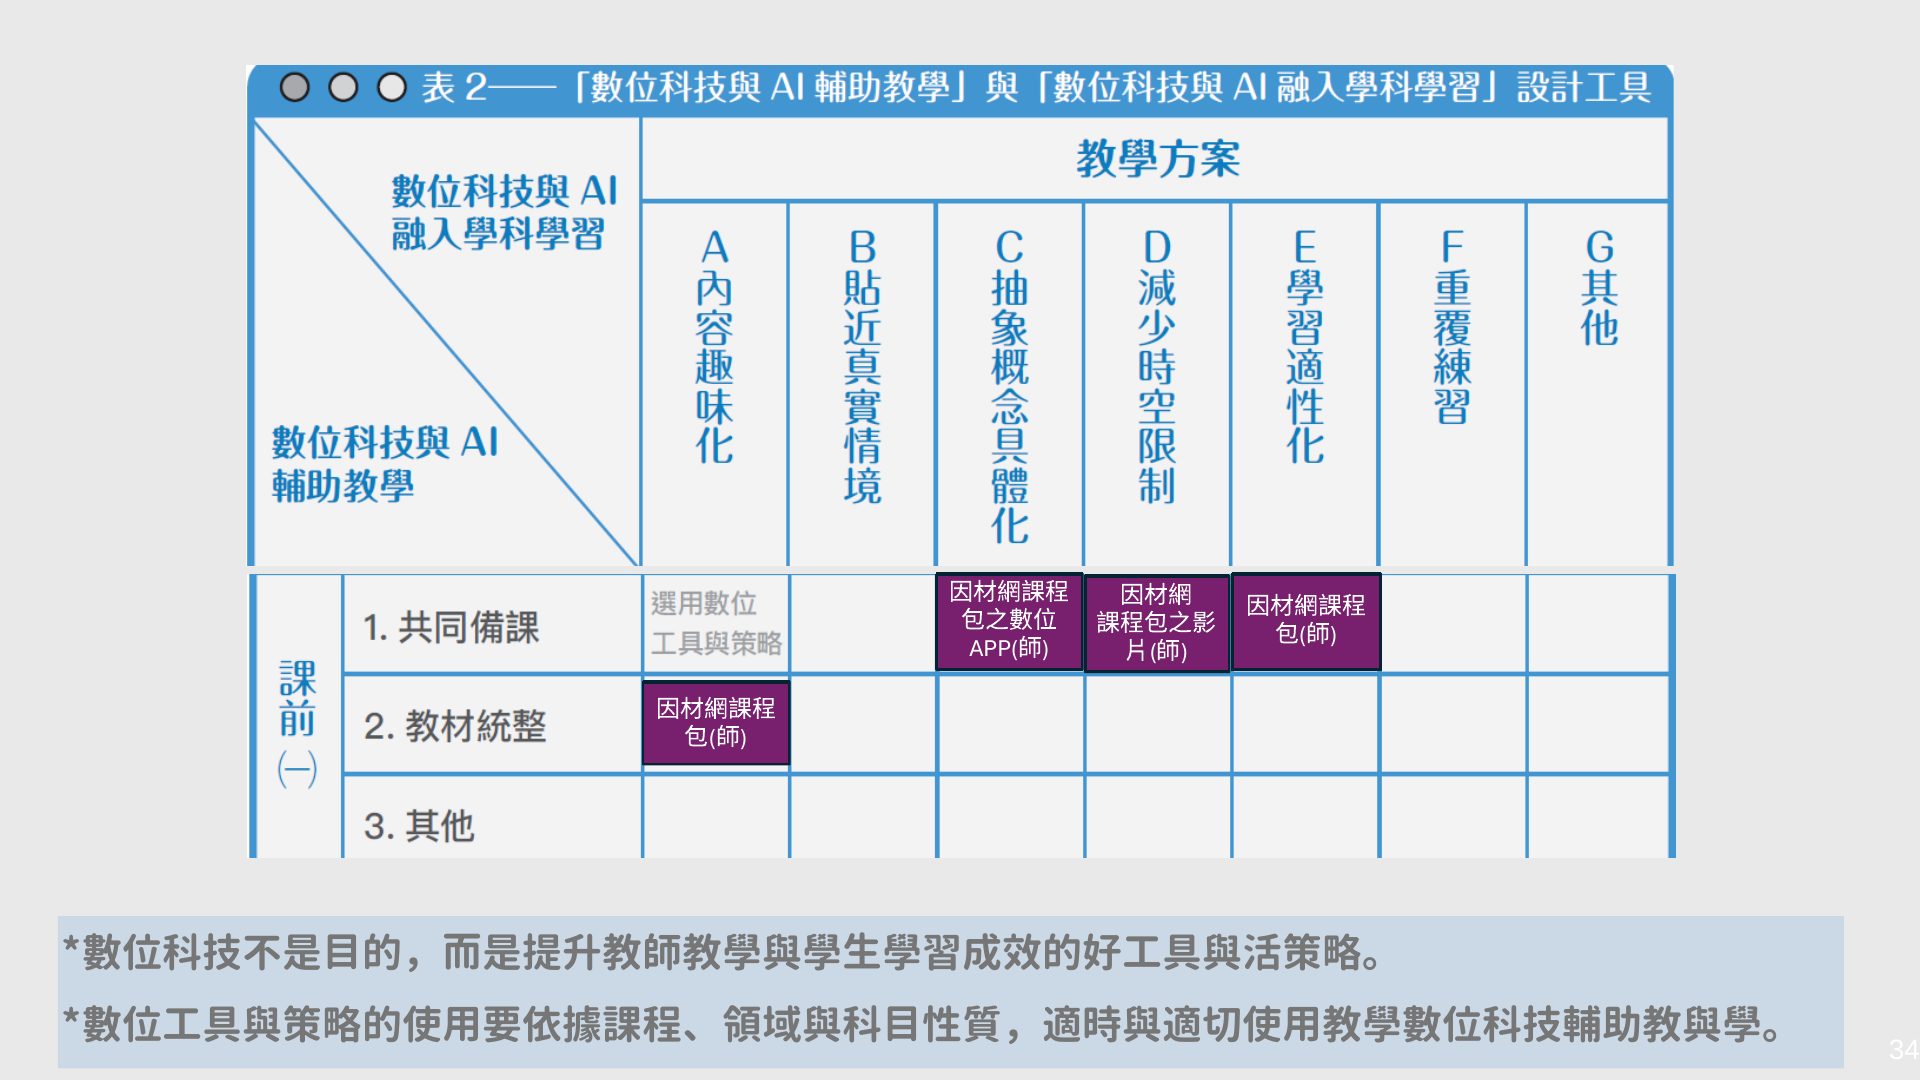 表 2——「數位科技與 AI 輔助教學」與「數位科技與 AI 融入學科學習」設計工具
教學方案
數位科技與 AI
融入學科學習
數位科技與 AI
輔助教學
A
內容趣味化
B
貼近真實情境
C
抽象概念具體化
D
減少時空限制
E
學習適性化
F
重覆練習
G
其他
課前㈠
1. 共同備課
選用數位
工具與策略
因材網課程
包之數位
APP(師)
因材網
課程包之影
片(師)
因材網課程
包(師)
2. 教材統整
因材網課程
包(師)
3. 其他
*數位科技不是目的，而是提升教師教學與學生學習成效的好工具與活策略。
*數位工具與策略的使用要依據課程、領域與科目性質，適時與適切使用教學數位科技輔助教與學。
34